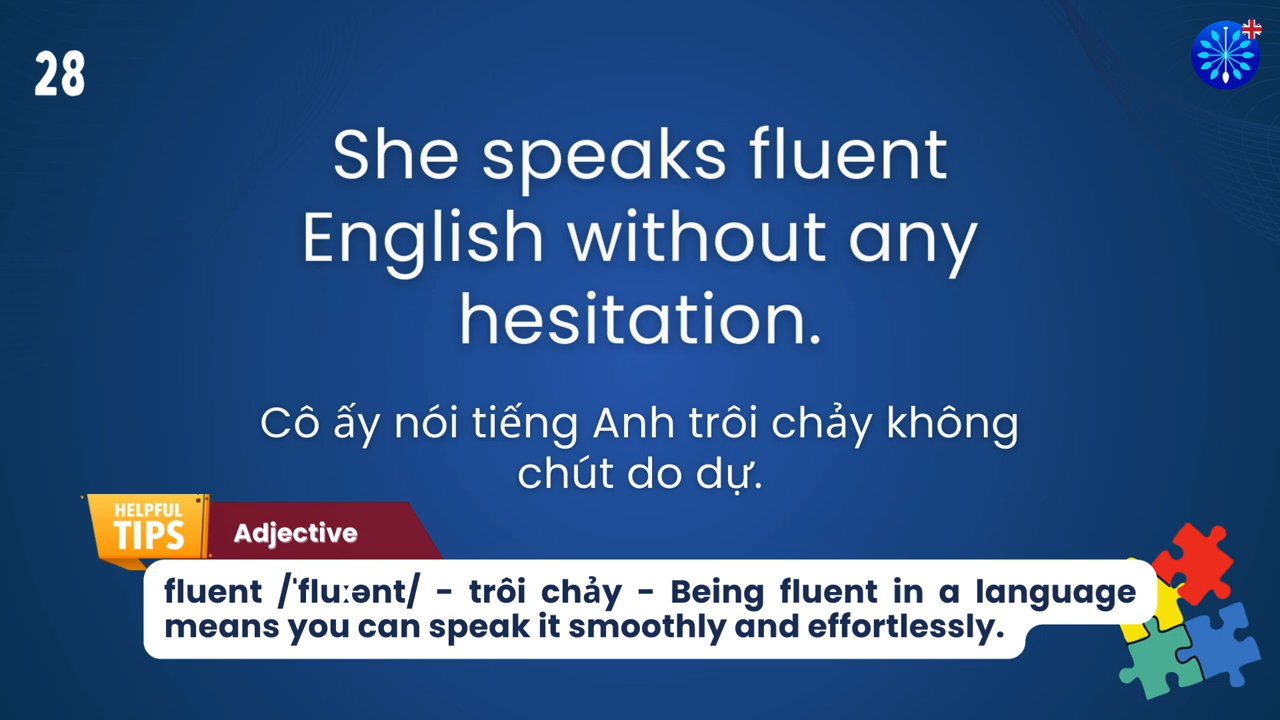 28
She speaks fluent
English without any
hesitation.
Cô ấy nói tiếng Anh trôi chảy không
chút do dự.
HELPFUL
TIPS
Adjective
fluent /ˈfluːənt/ - trôi chảy - Being fluent in a language
means you can speak it smoothly and effortlessly.